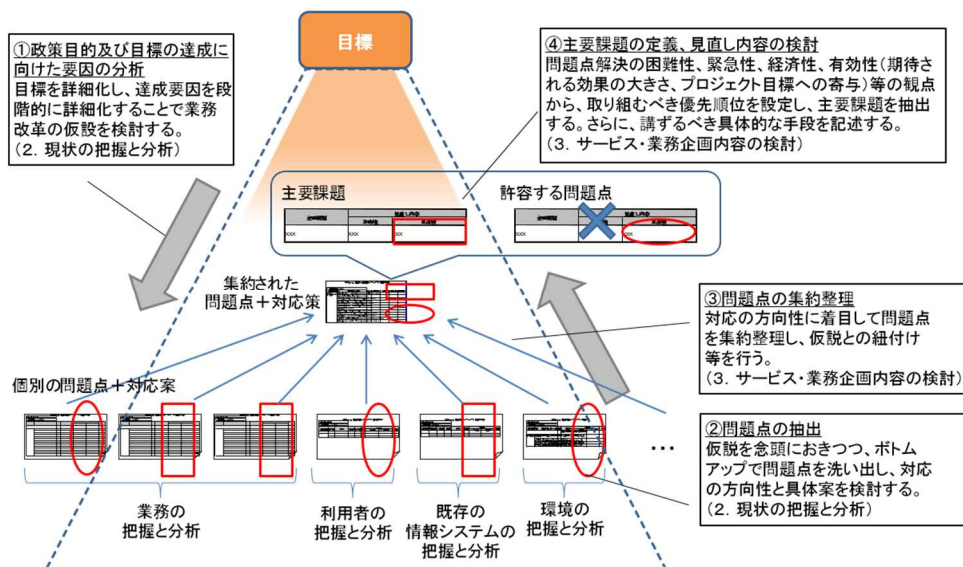 目標
①政策目的及び目標の達成に
向けた要因の分析
目標を詳細化し、達成要因を段
階的に詳細化することで業務
改革の仮設を検討する。
(2. 現状の把握と分析)
④主要課題の定義、見直し内容の検討
問題点解決の困難性、緊急性、経済性、有効性(期待さ
れる効果の大きさ、プロジェクト目標への寄与)等の観点
から、取り組むべき優先順位を設定し、主要課題を抽出
する。さらに、講ずるべき具体的な手段を記述する。
(3. サービス・業務企画内容の検討)
主要課題
xxx
xxx
xx
許容する問題点
xxx
xx
集約された
問題点+対応策
③問題点の集約整理
対応の方向性に着目して問題点
を集約整理し、仮説との紐付け
等を行う。
(3. サービス・業務企画内容の検討)
個別の問題点+対応案
②問題点の抽出
仮説を念頭におきつつ、ボトム
アップで問題点を洗い出し、対応
の方向性と具体案を検討する。
(2. 現状の把握と分析)
…
業務の
把握と分析
利用者の
把握と分析
既存の
情報システムの
把握と分析
環境の
把握と分析